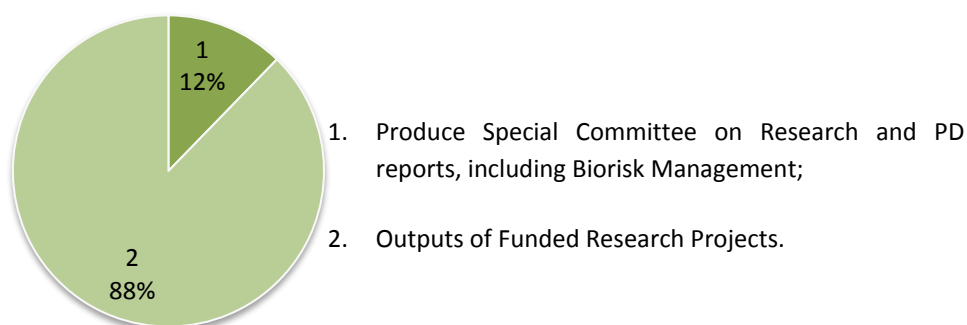 1
12%
1. Produce Special Committee on Research and PD
reports, including Biorisk Management;
2. Outputs of Funded Research Projects.
2
88%